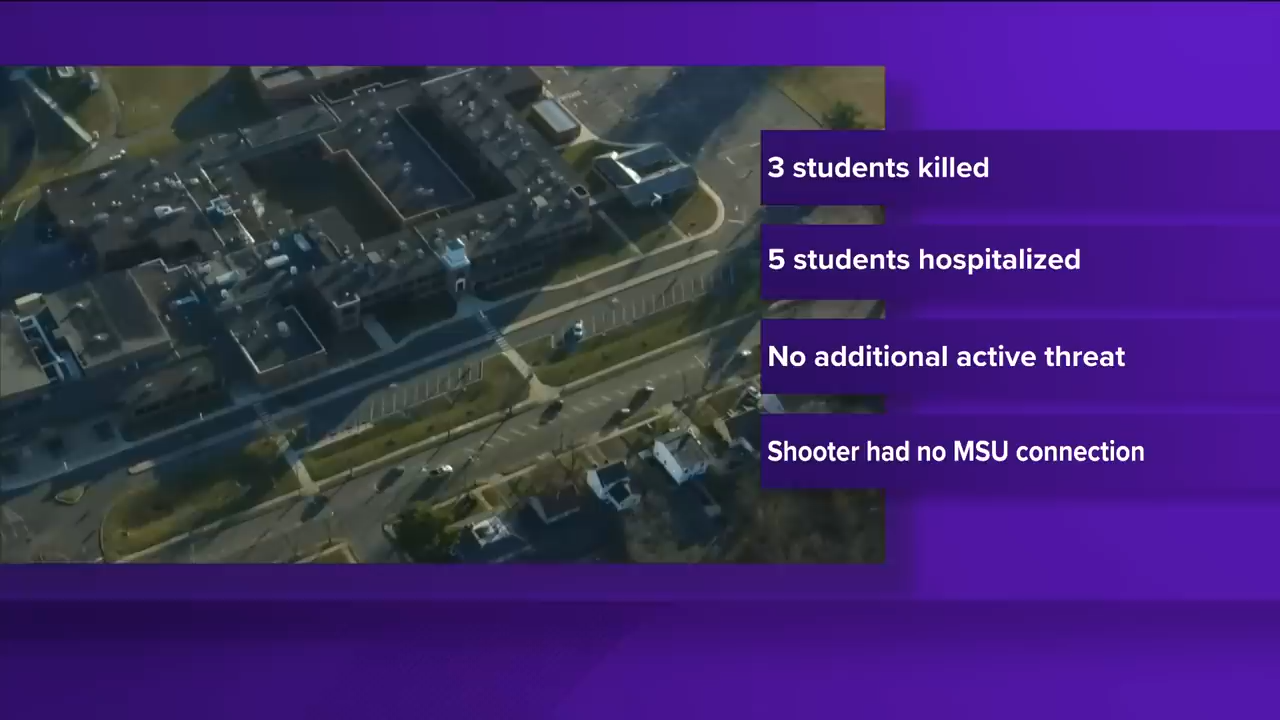 3 students killed
5 students hospitalized
No additional active threat
Shooter had no MSU connection